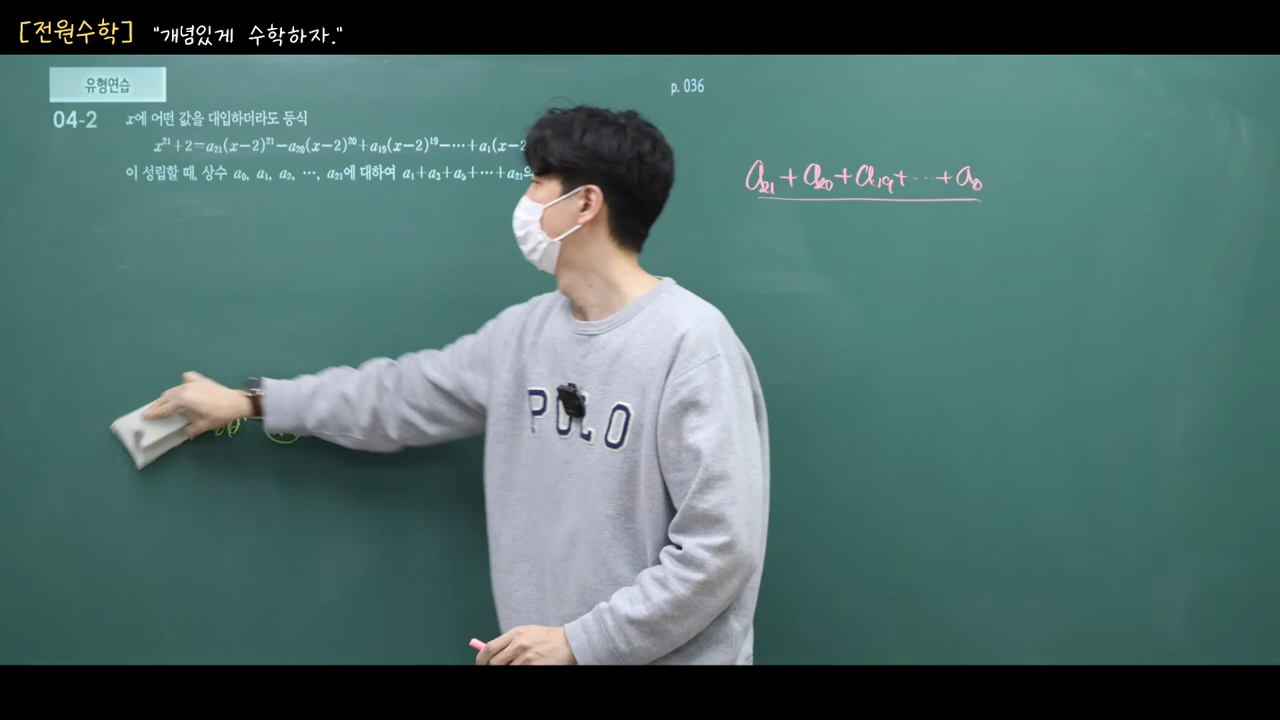 [전원수학] "개념있게 수학하자."
유형연습
p. 036
04-2 x에 어떤 값을 대입하더라도 등식
x²¹+2=a₂₁(x−2)²¹−a₂₀(x−2)²⁰+a₁₉(x−2)¹⁹−⋯+a₁(x−2
이 성립할 때, 상수 a₀, a₁, a₂, ⋯, a₂₁에 대하여 a₁+a₃+a₅+⋯+a₂₁의
a₂₁+a₂₀+a₁₉+⋯+a₀
POLO